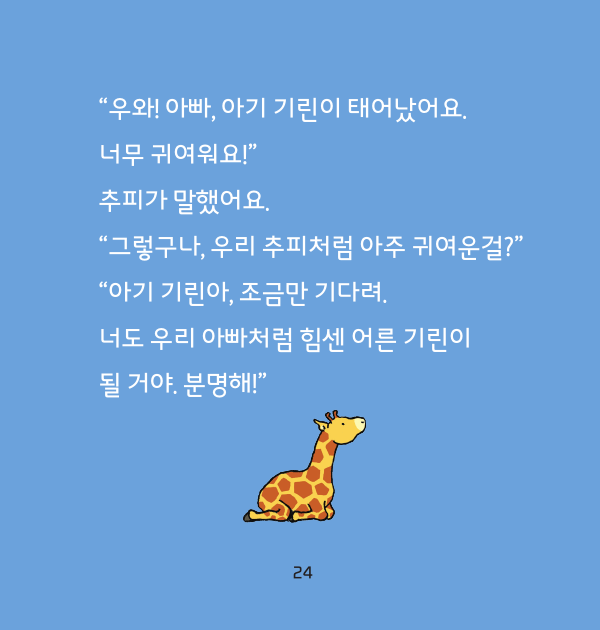 “우와! 아빠, 아기 기린이 태어났어요.
너무 귀여워요!”
추피가 말했어요.
“그렇구나, 우리 추피처럼 아주 귀여운걸?”
“아기 기린아, 조금만 기다려.
너도 우리 아빠처럼 힘센 어른 기린이
될 거야. 분명해!”
24